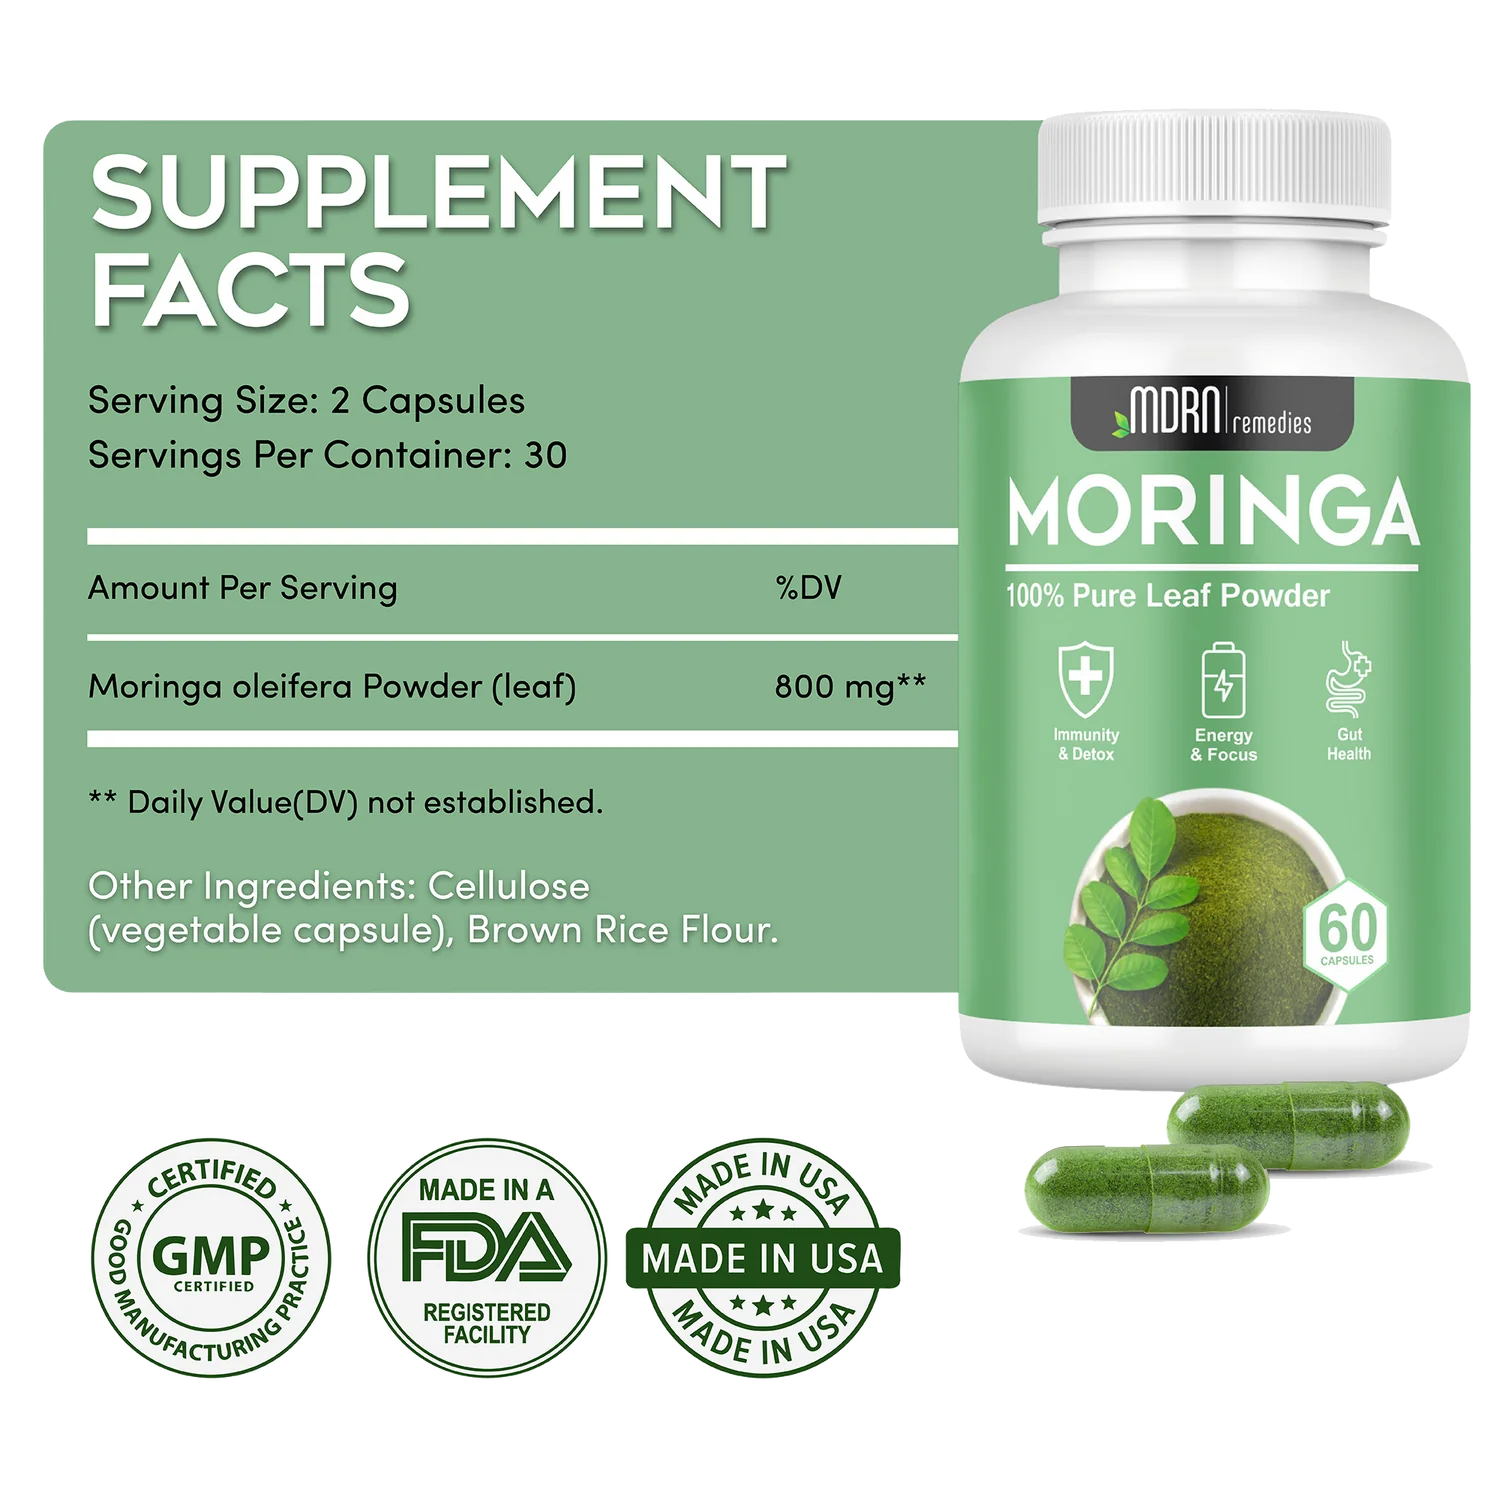 SUPPLEMENT
FACTS
Serving Size: 2 Capsules
Servings Per Container: 30
Amount Per Serving %DV
Moringa oleifera Powder (leaf) 800 mg**
** Daily Value(DV) not established.
Other Ingredients: Cellulose
(vegetable capsule), Brown Rice Flour.
MDRN remedies
MORINGA
100% Pure Leaf Powder
Immunity
& Detox
Energy
& Focus
Gut
Health
60
CAPSULES
CERTIFIED
GMP
CERTIFIED
GOOD MANUFACTURING PRACTICE
MADE IN A
FDA
REGISTERED
FACILITY
MADE IN USA
MADE IN USA
MADE IN USA